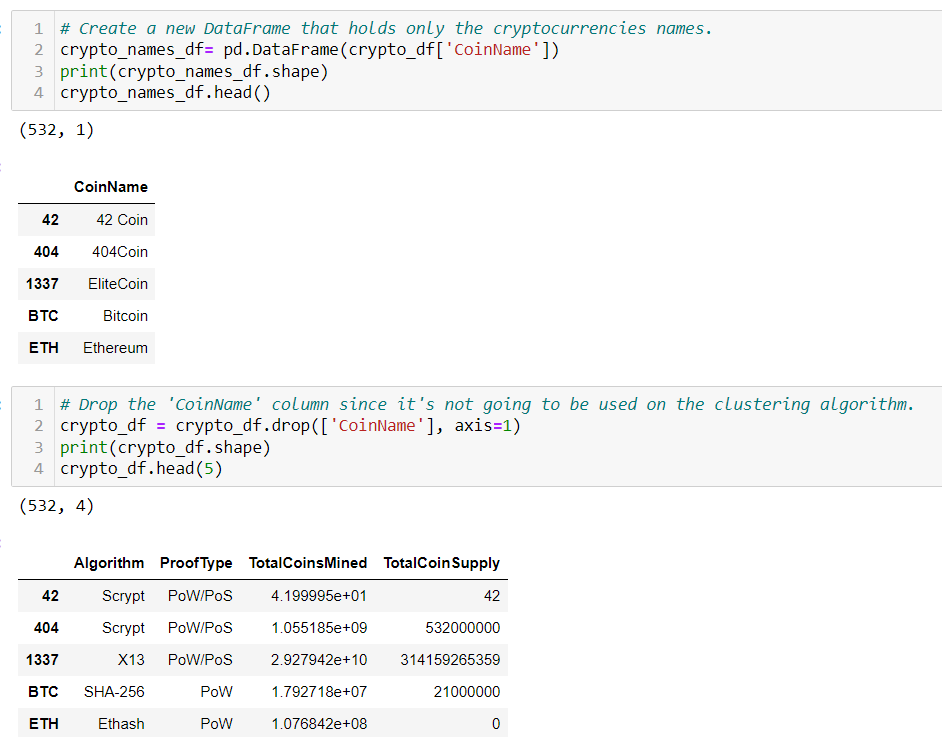 1 # Create a new DataFrame that holds only the cryptocurrencies names.
2 crypto_names_df= pd.DataFrame(crypto_df['CoinName'])
3 print(crypto_names_df.shape)
4 crypto_names_df.head()
(532, 1)
CoinName
42 42 Coin
404 404Coin
1337 EliteCoin
BTC Bitcoin
ETH Ethereum
1 # Drop the 'CoinName' column since it's not going to be used on the clustering algorithm.
2 crypto_df = crypto_df.drop(['CoinName'], axis=1)
3 print(crypto_df.shape)
4 crypto_df.head(5)
(532, 4)
Algorithm ProofType TotalCoinsMined TotalCoinSupply
42 Scrypt PoW/PoS 4.199995e+01 42
404 Scrypt PoW/PoS 1.055185e+09 532000000
1337 X13 PoW/PoS 2.927942e+10 314159265359
BTC SHA-256 PoW 1.792718e+07 21000000
ETH Ethash PoW 1.076842e+08 0